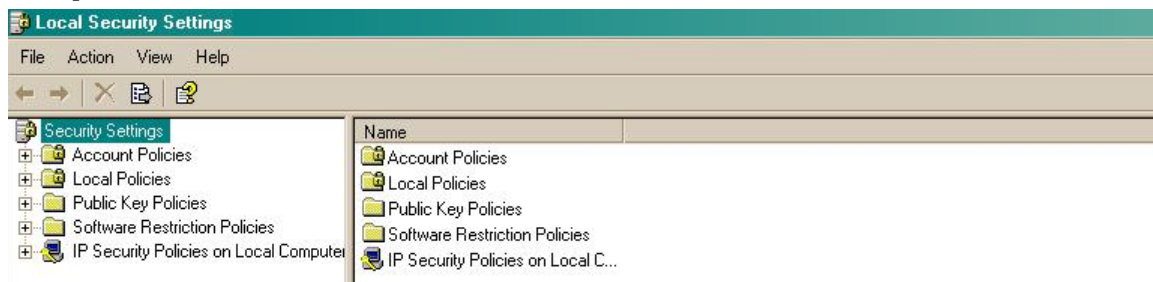 Local Security Settings
File Action View Help
Security Settings
Account Policies
Local Policies
Public Key Policies
Software Restriction Policies
IP Security Policies on Local Computer
Name
Account Policies
Local Policies
Public Key Policies
Software Restriction Policies
IP Security Policies on Local C...